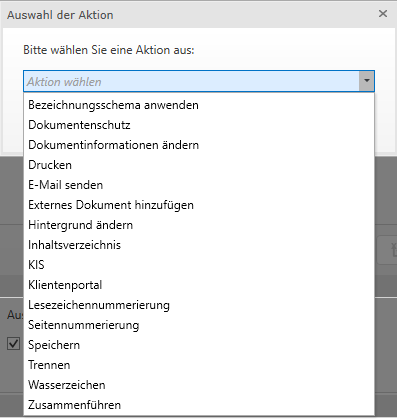 Auswahl der Aktion
Bitte wählen Sie eine Aktion aus:
Aktion wählen
Bezeichnungsschema anwenden
Dokumentenschutz
Dokumentinformationen ändern
Drucken
E-Mail senden
Externes Dokument hinzufügen
Hintergrund ändern
Inhaltsverzeichnis
KIS
Klientenportal
Lesezeichennummerierung
Seitennummerierung
Speichern
Trennen
Wasserzeichen
Zusammenführen